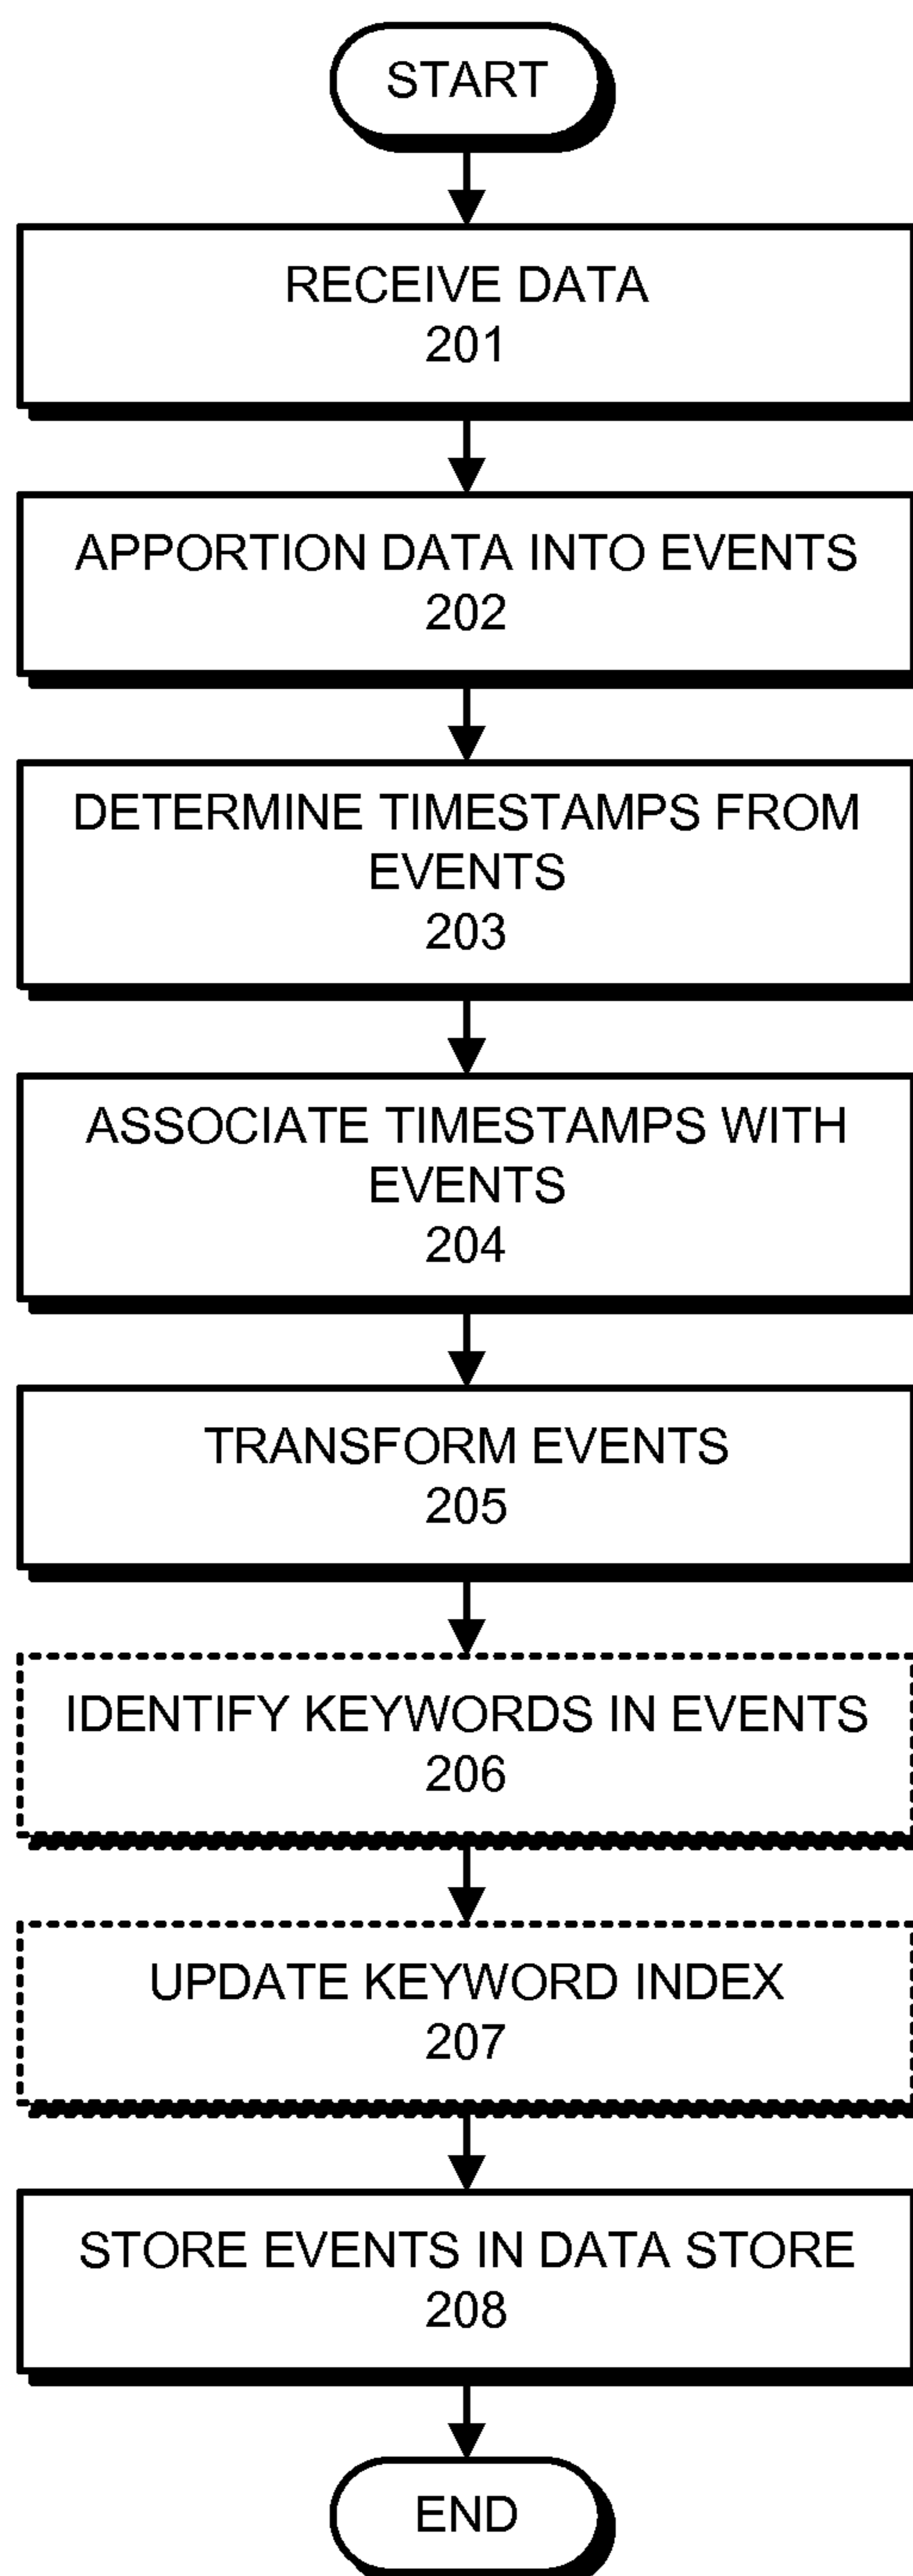 START
RECEIVE DATA
201
APPORTION DATA INTO EVENTS
202
DETERMINE TIMESTAMPS FROM
EVENTS
203
ASSOCIATE TIMESTAMPS WITH
EVENTS
204
TRANSFORM EVENTS
205
IDENTIFY KEYWORDS IN EVENTS
206
UPDATE KEYWORD INDEX
207
STORE EVENTS IN DATA STORE
208
END